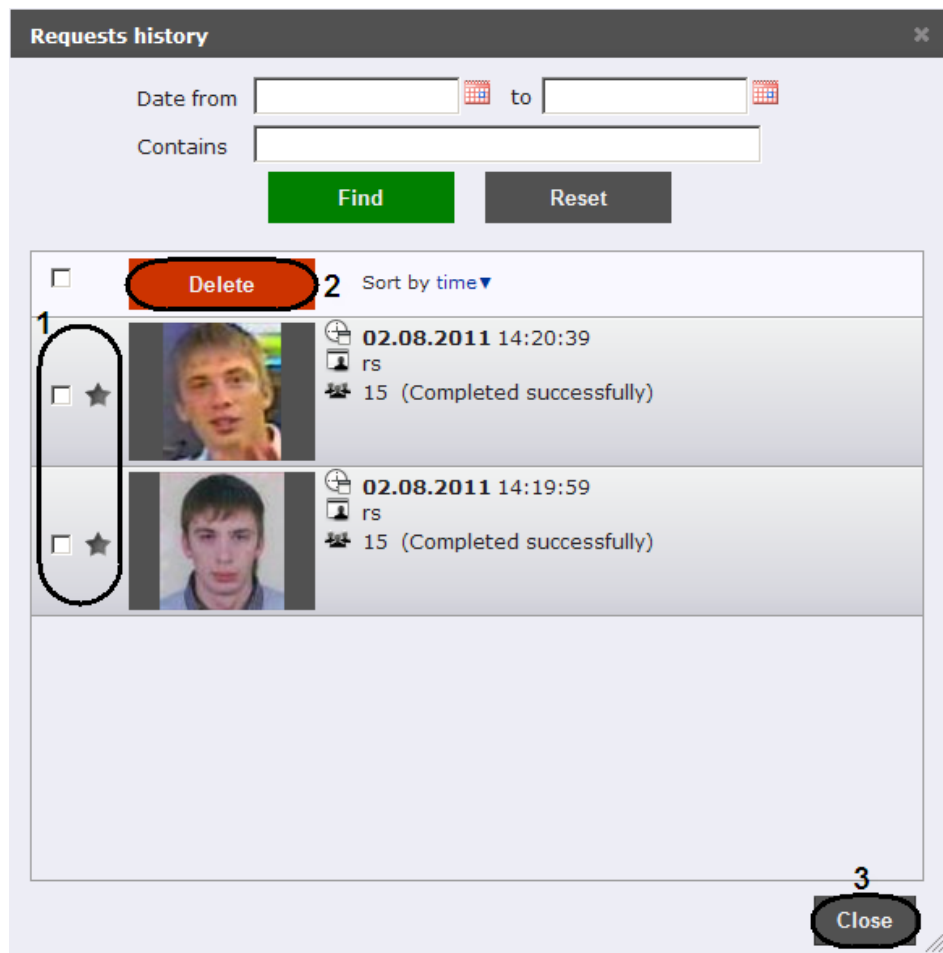 Requests history
Date from to
Contains
Find Reset
Delete 2 Sort by time▼
1
02.08.2011 14:20:39
rs
15 (Completed successfully)
02.08.2011 14:19:59
rs
15 (Completed successfully)
3
Close